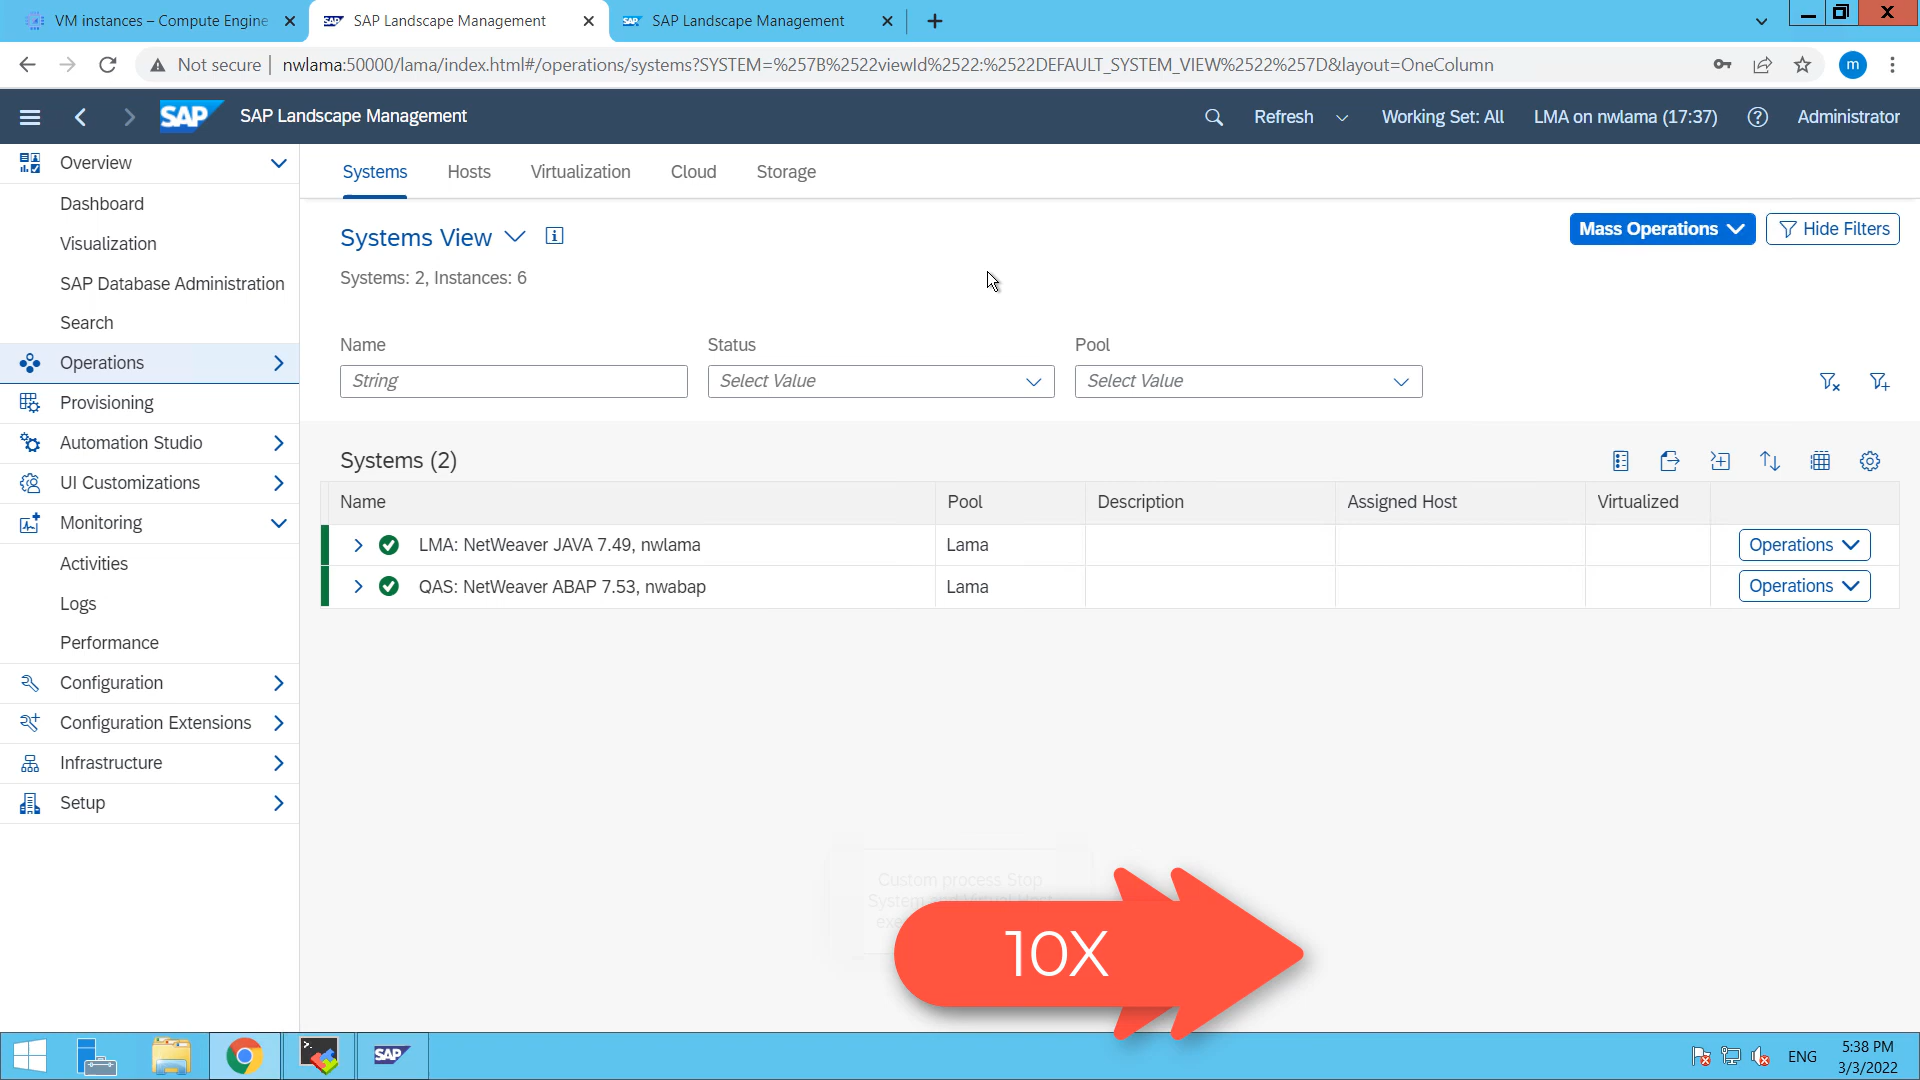 VM instances – Compute Engine
SAP Landscape Management
SAP Landscape Management
Not secure
nwlama:50000/lama/index.html#/operations/systems?SYSTEM=%257B%2522viewId%2522:%2522DEFAULT_SYSTEM_VIEW%2522%257D&layout=OneColumn
m
SAP
SAP Landscape Management
Refresh
Working Set: All
LMA on nwlama (17:37)
Administrator
Overview
Dashboard
Visualization
SAP Database Administration
Search
Operations
Provisioning
Automation Studio
UI Customizations
Monitoring
Activities
Logs
Performance
Configuration
Configuration Extensions
Infrastructure
Setup
Systems
Hosts
Virtualization
Cloud
Storage
Systems View
Mass Operations
Hide Filters
Systems: 2, Instances: 6
Name
Status
Pool
String
Select Value
Select Value
Systems (2)
Name
Pool
Description
Assigned Host
Virtualized
LMA: NetWeaver JAVA 7.49, nwlama
Lama
Operations
QAS: NetWeaver ABAP 7.53, nwabap
Lama
Operations
Custom process Stop
System and Virtual Host
10X
SAP
ENG
5:38 PM
3/3/2022